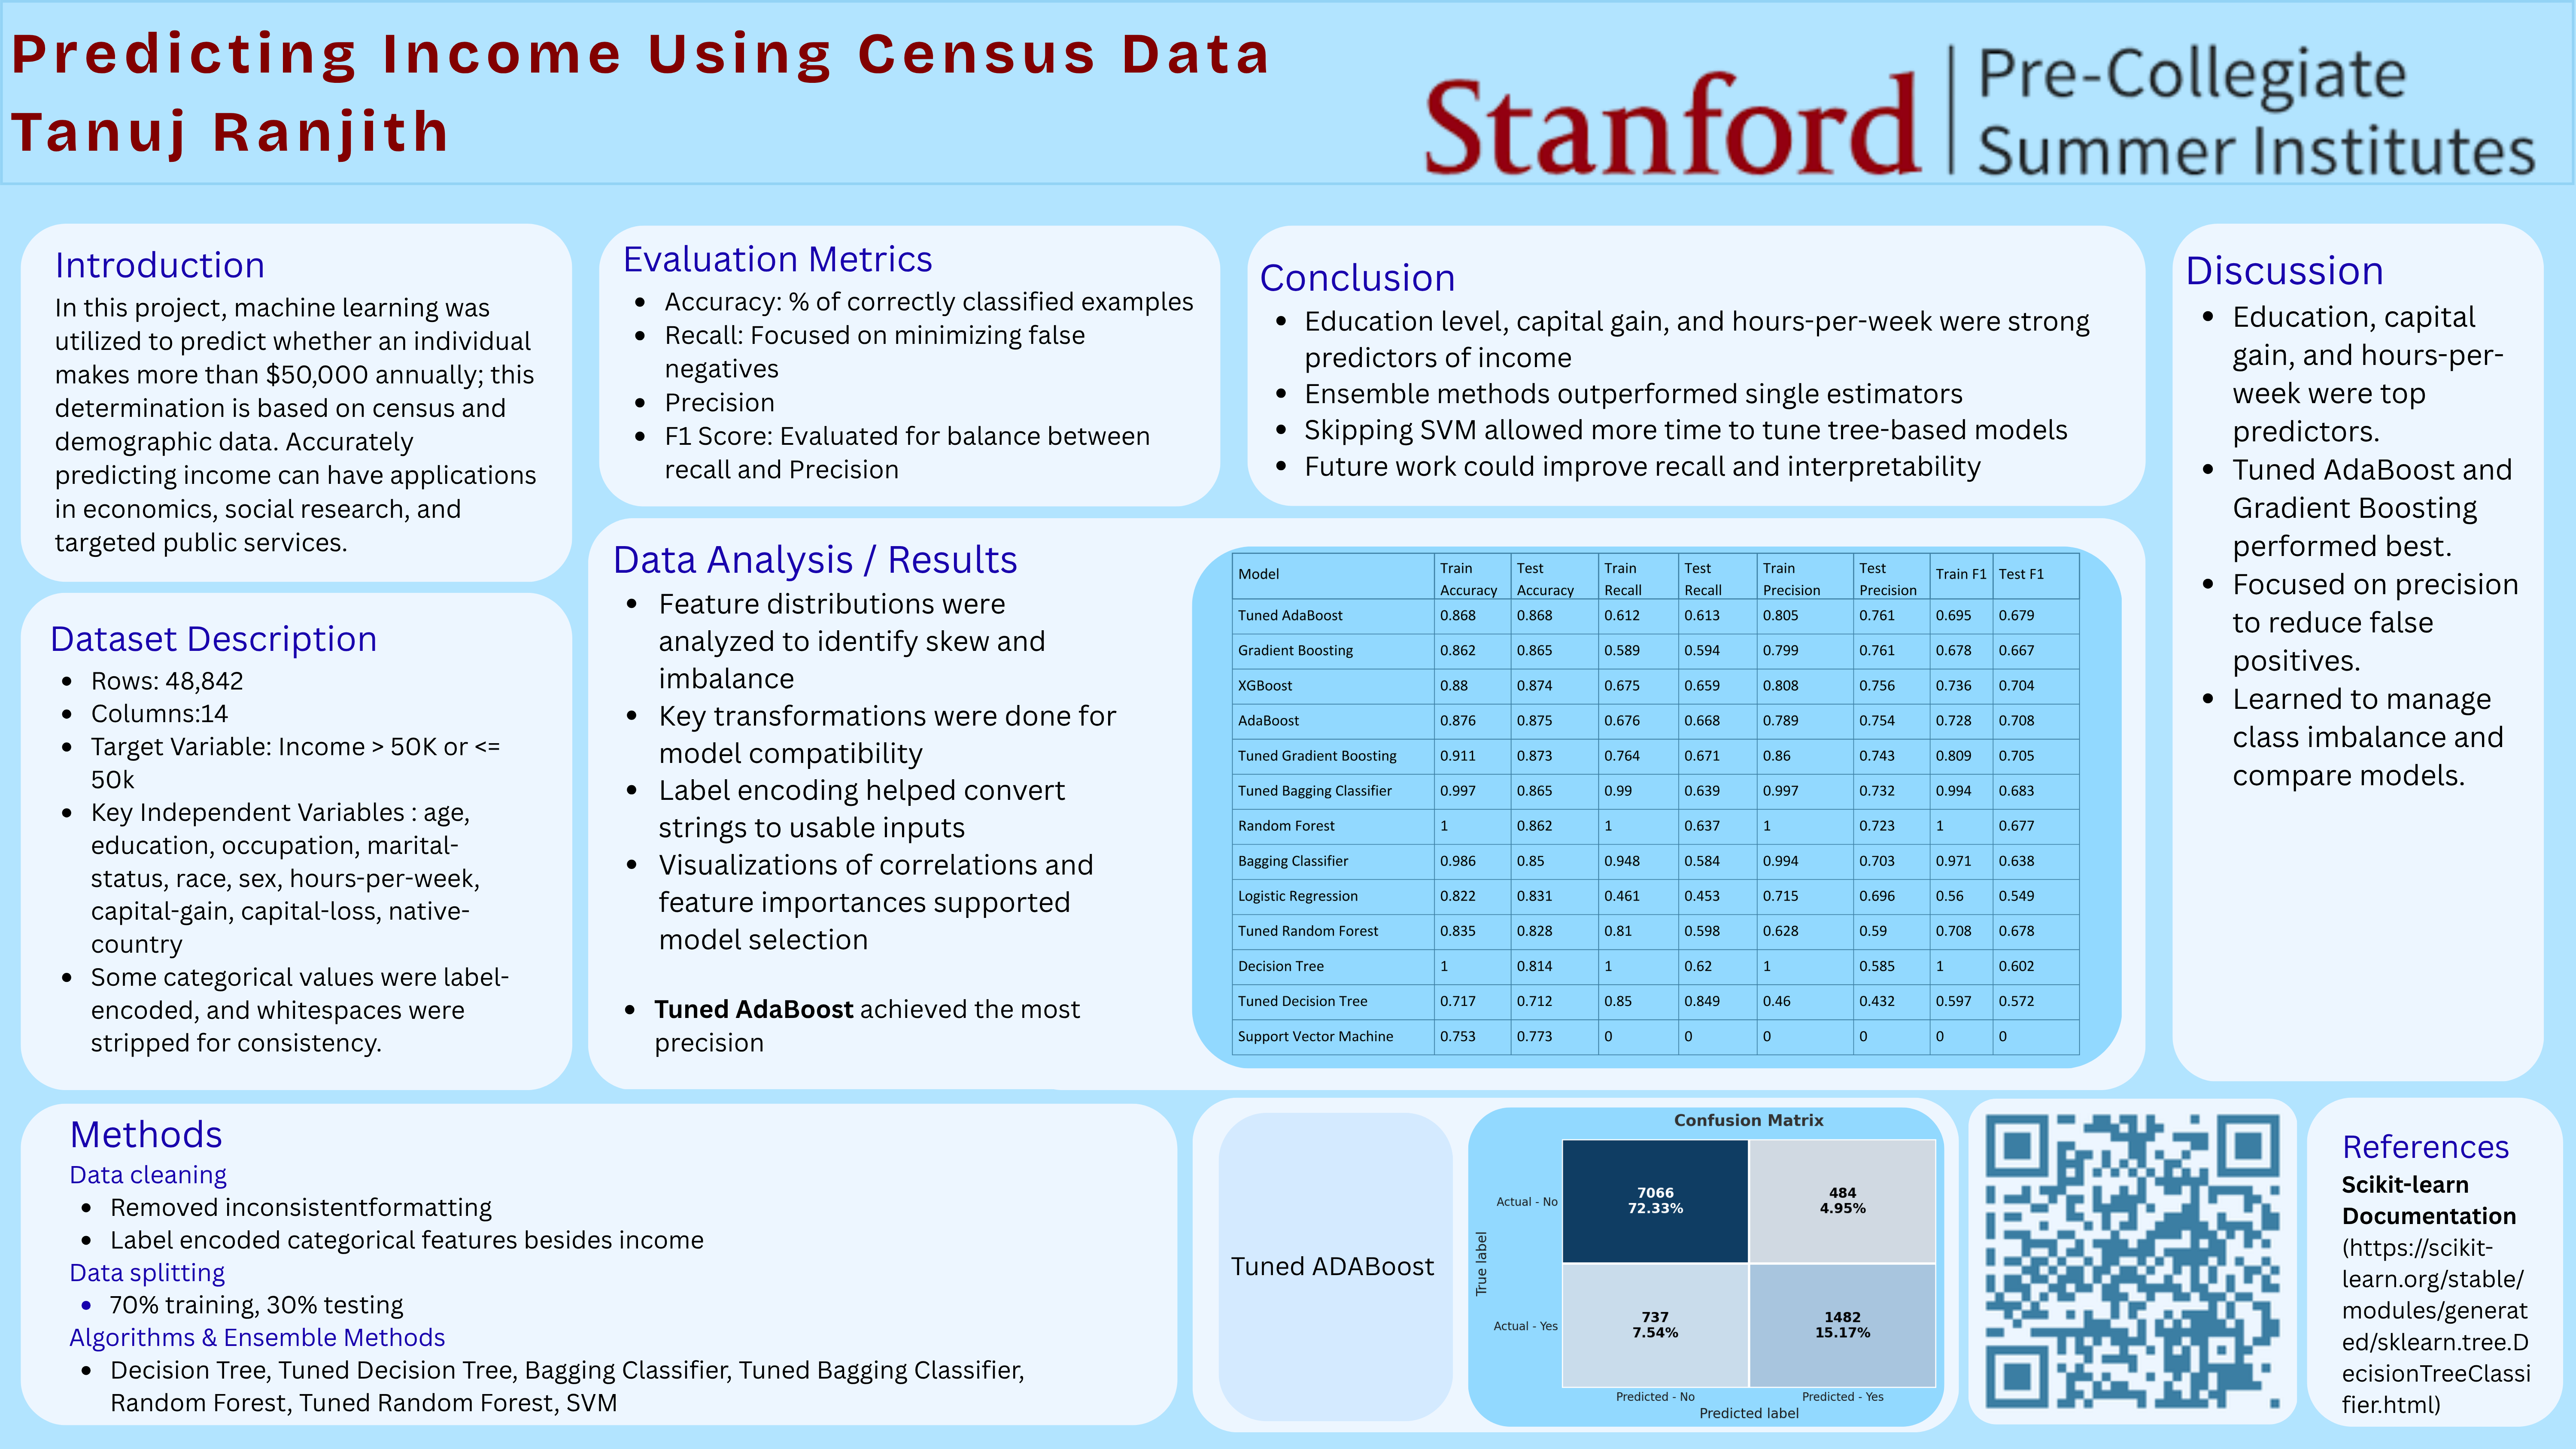 Predicting Income Using Census Data
Tanuj Ranjith
Stanford
Pre-Collegiate
Summer Institutes
Introduction
In this project, machine learning was
utilized to predict whether an individual
makes more than $50,000 annually; this
determination is based on census and
demographic data. Accurately
predicting income can have applications
in economics, social research, and
targeted public services.
Dataset Description
• Rows: 48,842
• Columns:14
• Target Variable: Income > 50K or <=
50k
• Key Independent Variables : age,
education, occupation, marital-
status, race, sex, hours-per-week,
capital-gain, capital-loss, native-
country
• Some categorical values were label-
encoded, and whitespaces were
stripped for consistency.
Evaluation Metrics
• Accuracy: % of correctly classified examples
• Recall: Focused on minimizing false
negatives
• Precision
• F1 Score: Evaluated for balance between
recall and Precision
Conclusion
• Education level, capital gain, and hours-per-week were strong
predictors of income
• Ensemble methods outperformed single estimators
• Skipping SVM allowed more time to tune tree-based models
• Future work could improve recall and interpretability
Discussion
• Education, capital
gain, and hours-per-
week were top
predictors.
• Tuned AdaBoost and
Gradient Boosting
performed best.
• Focused on precision
to reduce false
positives.
• Learned to manage
class imbalance and
compare models.
Data Analysis / Results
• Feature distributions were
analyzed to identify skew and
imbalance
• Key transformations were done for
model compatibility
• Label encoding helped convert
strings to usable inputs
• Visualizations of correlations and
feature importances supported
model selection
• Tuned AdaBoost achieved the most
precision
Model Train Accuracy Test Accuracy Train Recall Test Recall Train Precision Test Precision Train F1 Test F1
Tuned AdaBoost 0.868 0.868 0.612 0.613 0.805 0.761 0.695 0.679
Gradient Boosting 0.862 0.865 0.589 0.594 0.799 0.761 0.678 0.667
XGBoost 0.88 0.874 0.675 0.659 0.808 0.756 0.736 0.704
AdaBoost 0.876 0.875 0.676 0.668 0.789 0.754 0.728 0.708
Tuned Gradient Boosting 0.911 0.873 0.764 0.671 0.86 0.743 0.809 0.705
Tuned Bagging Classifier 0.997 0.865 0.99 0.639 0.997 0.732 0.994 0.683
Random Forest 1 0.862 1 0.637 1 0.723 1 0.677
Bagging Classifier 0.986 0.85 0.948 0.584 0.994 0.703 0.971 0.638
Logistic Regression 0.822 0.831 0.461 0.453 0.715 0.696 0.56 0.549
Tuned Random Forest 0.835 0.828 0.81 0.598 0.628 0.59 0.708 0.678
Decision Tree 1 0.814 1 0.62 1 0.585 1 0.602
Tuned Decision Tree 0.717 0.712 0.85 0.849 0.46 0.432 0.597 0.572
Support Vector Machine 0.753 0.773 0 0 0 0 0 0
Methods
Data cleaning
• Removed inconsistentformatting
• Label encoded categorical features besides income
Data splitting
• 70% training, 30% testing
Algorithms & Ensemble Methods
• Decision Tree, Tuned Decision Tree, Bagging Classifier, Tuned Bagging Classifier,
Random Forest, Tuned Random Forest, SVM
Tuned ADABoost
Confusion Matrix
True label
Actual - No
7066
72.33%
484
4.95%
Actual - Yes
737
7.54%
1482
15.17%
Predicted - No
Predicted - Yes
Predicted label
References
Scikit-learn
Documentation
(https://scikit-
learn.org/stable/
modules/generat
ed/sklearn.tree.D
ecisionTreeClassi
fier.html)